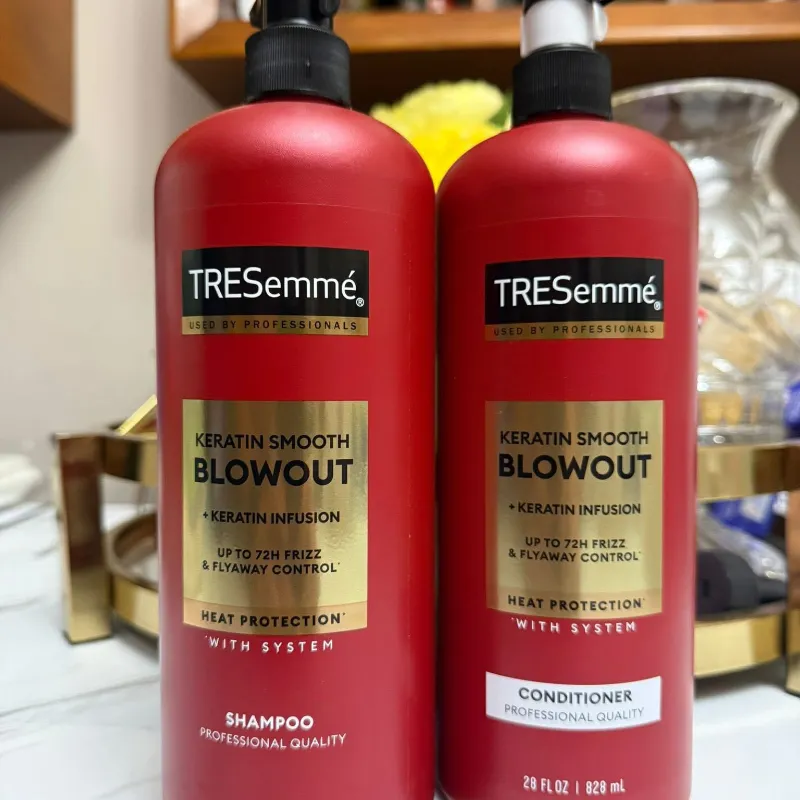 TRESemmé®
USED BY PROFESSIONALS
KERATIN SMOOTH
BLOWOUT
+ KERATIN INFUSION
UP TO 72H FRIZZ
& FLYAWAY CONTROL*
HEAT PROTECTION*
*WITH SYSTEM
SHAMPOO
PROFESSIONAL QUALITY
TRESemmé®
USED BY PROFESSIONALS
KERATIN SMOOTH
BLOWOUT
+ KERATIN INFUSION
UP TO 72H FRIZZ
& FLYAWAY CONTROL*
HEAT PROTECTION*
*WITH SYSTEM
CONDITIONER
PROFESSIONAL QUALITY
28 FL OZ | 828 mL